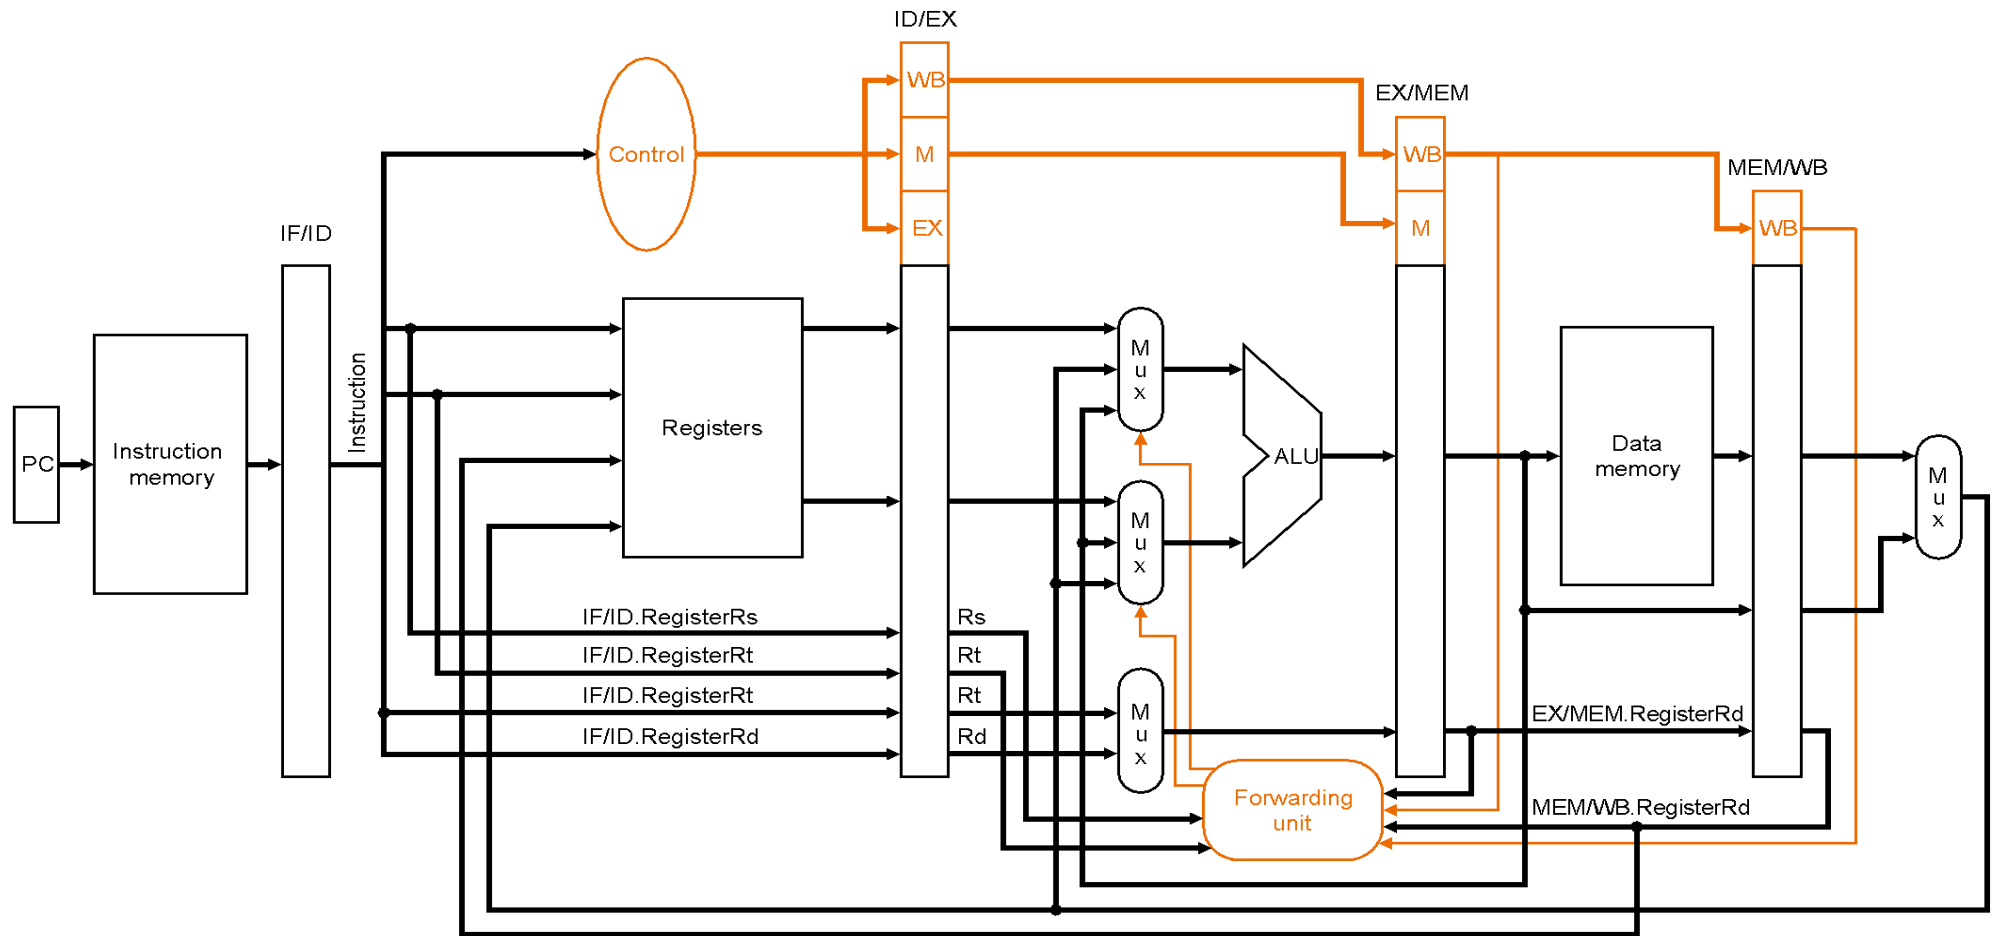 ID/EX
WB
EX/MEM
Control
M
WB
MEM/WB
IF/ID
EX
M
WB
Instruction
PC
Instruction
memory
Registers
M
u
x
M
u
x
ALU
Data
memory
M
u
x
IF/ID.RegisterRs
Rs
IF/ID.RegisterRt
Rt
IF/ID.RegisterRt
Rt
IF/ID.RegisterRd
Rd
M
u
x
EX/MEM.RegisterRd
Forwarding
unit
MEM/WB.RegisterRd